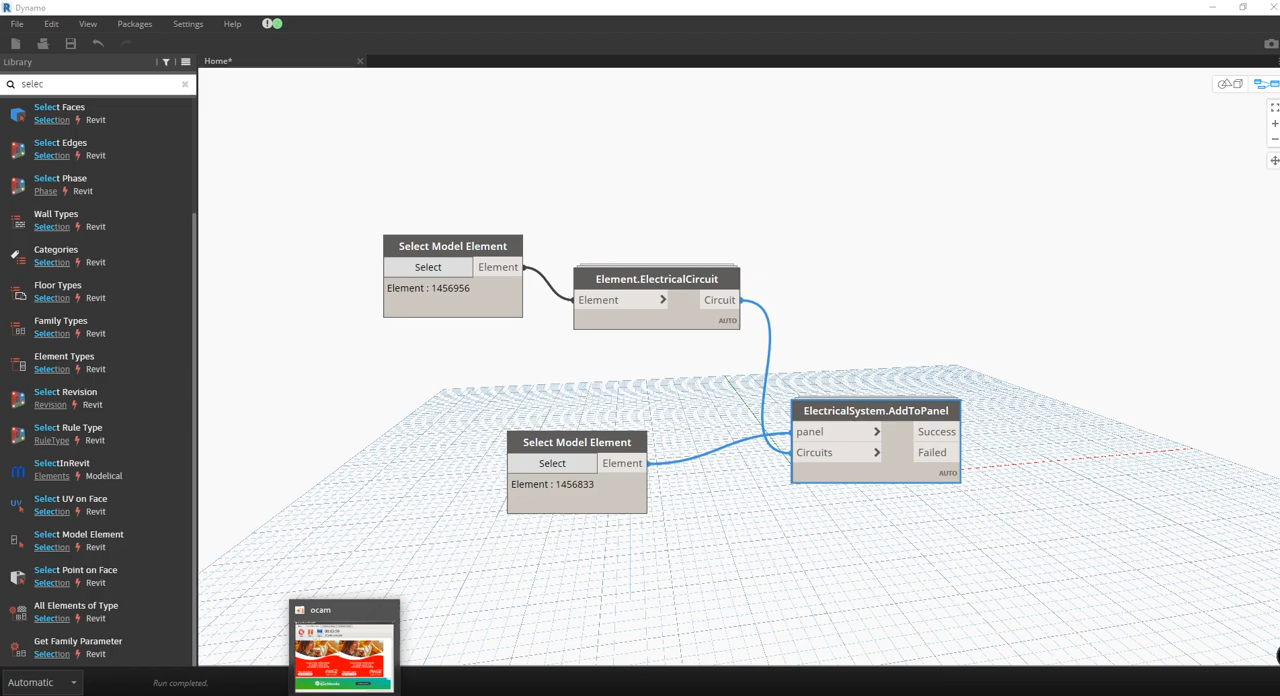 Dynamo
File Edit View Packages Settings Help
Library
Home*
selec
Select Faces
Selection Revit
Select Edges
Selection Revit
Select Phase
Phase Revit
Wall Types
Selection Revit
Categories
Selection Revit
Floor Types
Selection Revit
Family Types
Selection Revit
Element Types
Selection Revit
Select Revision
Revision Revit
Select Rule Type
RuleType Revit
SelectInRevit
Elements Modelical
Select UV on Face
Selection Revit
Select Model Element
Selection Revit
Select Point on Face
Selection Revit
All Elements of Type
Selection Revit
Get Family Parameter
Selection Revit
Select Model Element
Select Element
Element : 1456956
Element.ElectricalCircuit
Element > Circuit
AUTO
Select Model Element
Select Element
Element : 1456833
ElectricalSystem.AddToPanel
panel > Success
Circuits > Failed
AUTO
ocam
Automatic
Run completed.